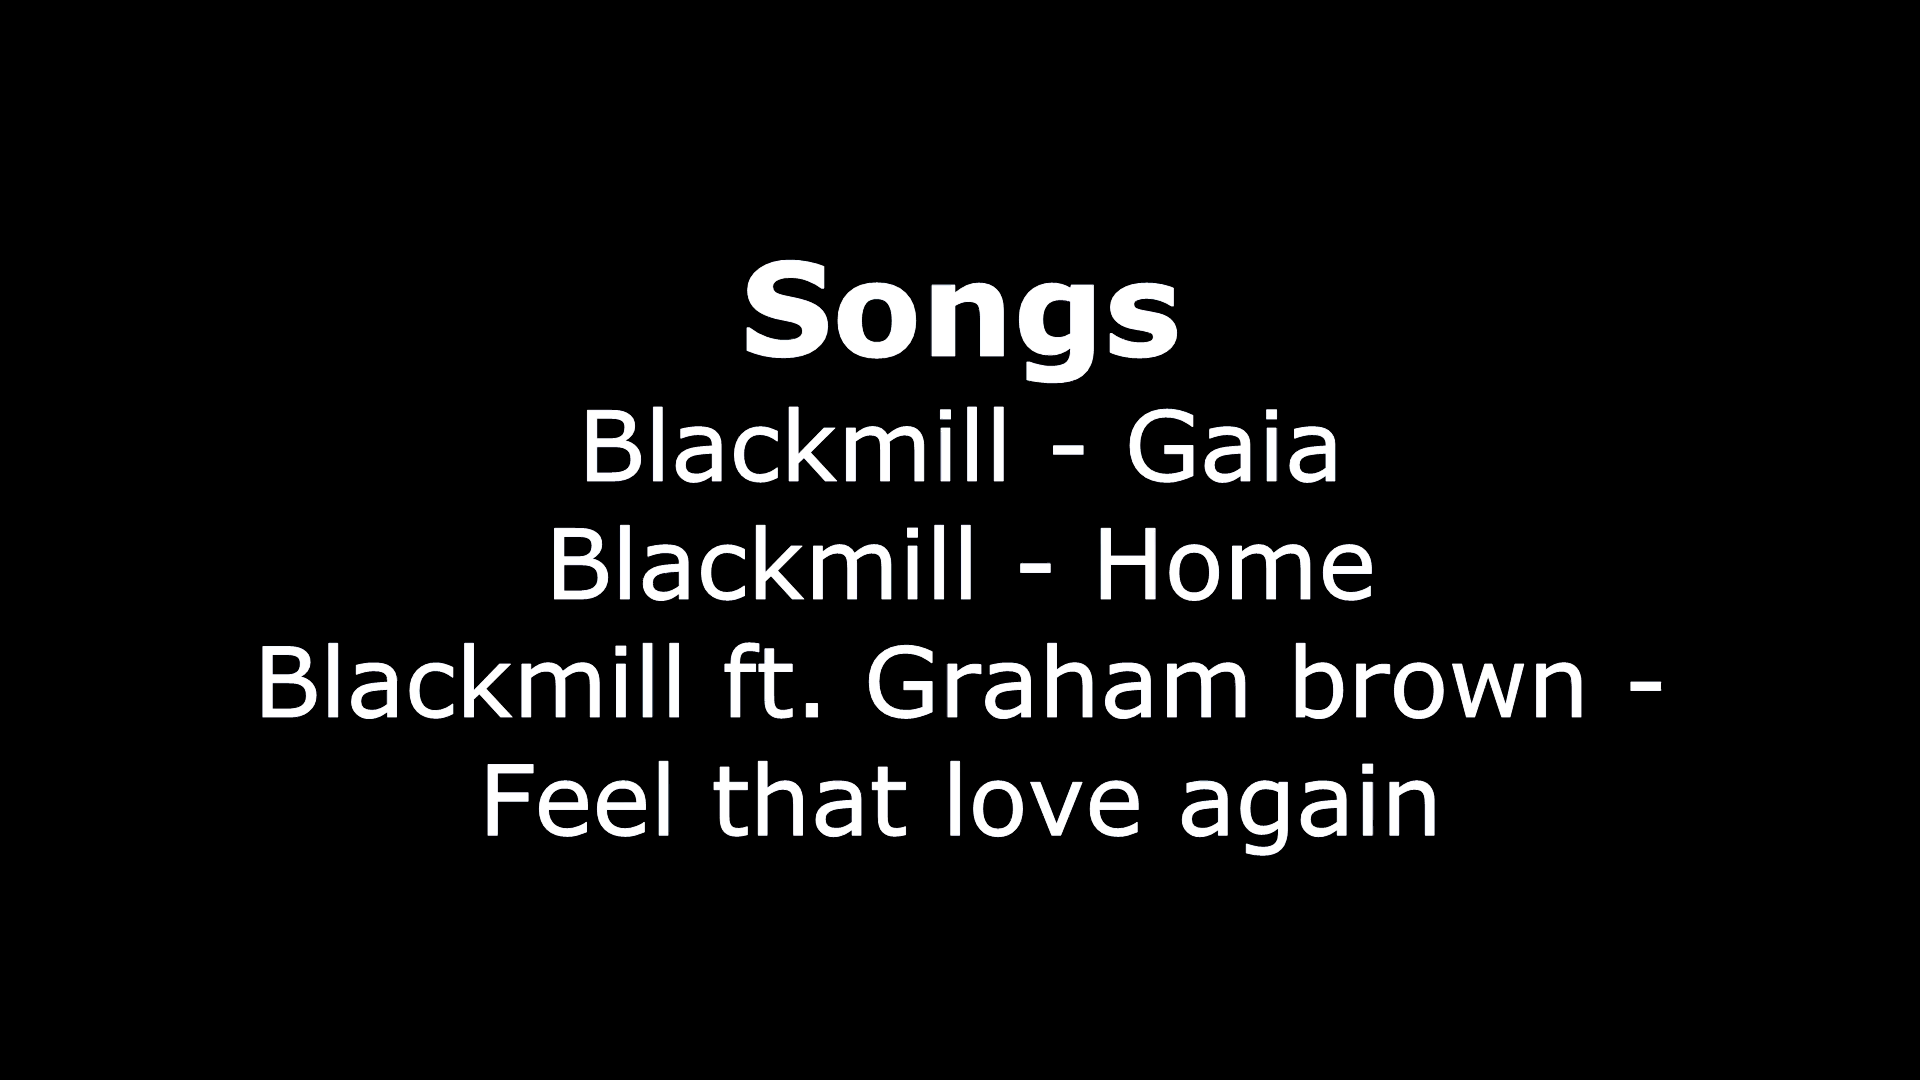 Songs
Blackmill - Gaia
Blackmill - Home
Blackmill ft. Graham brown -
Feel that love again